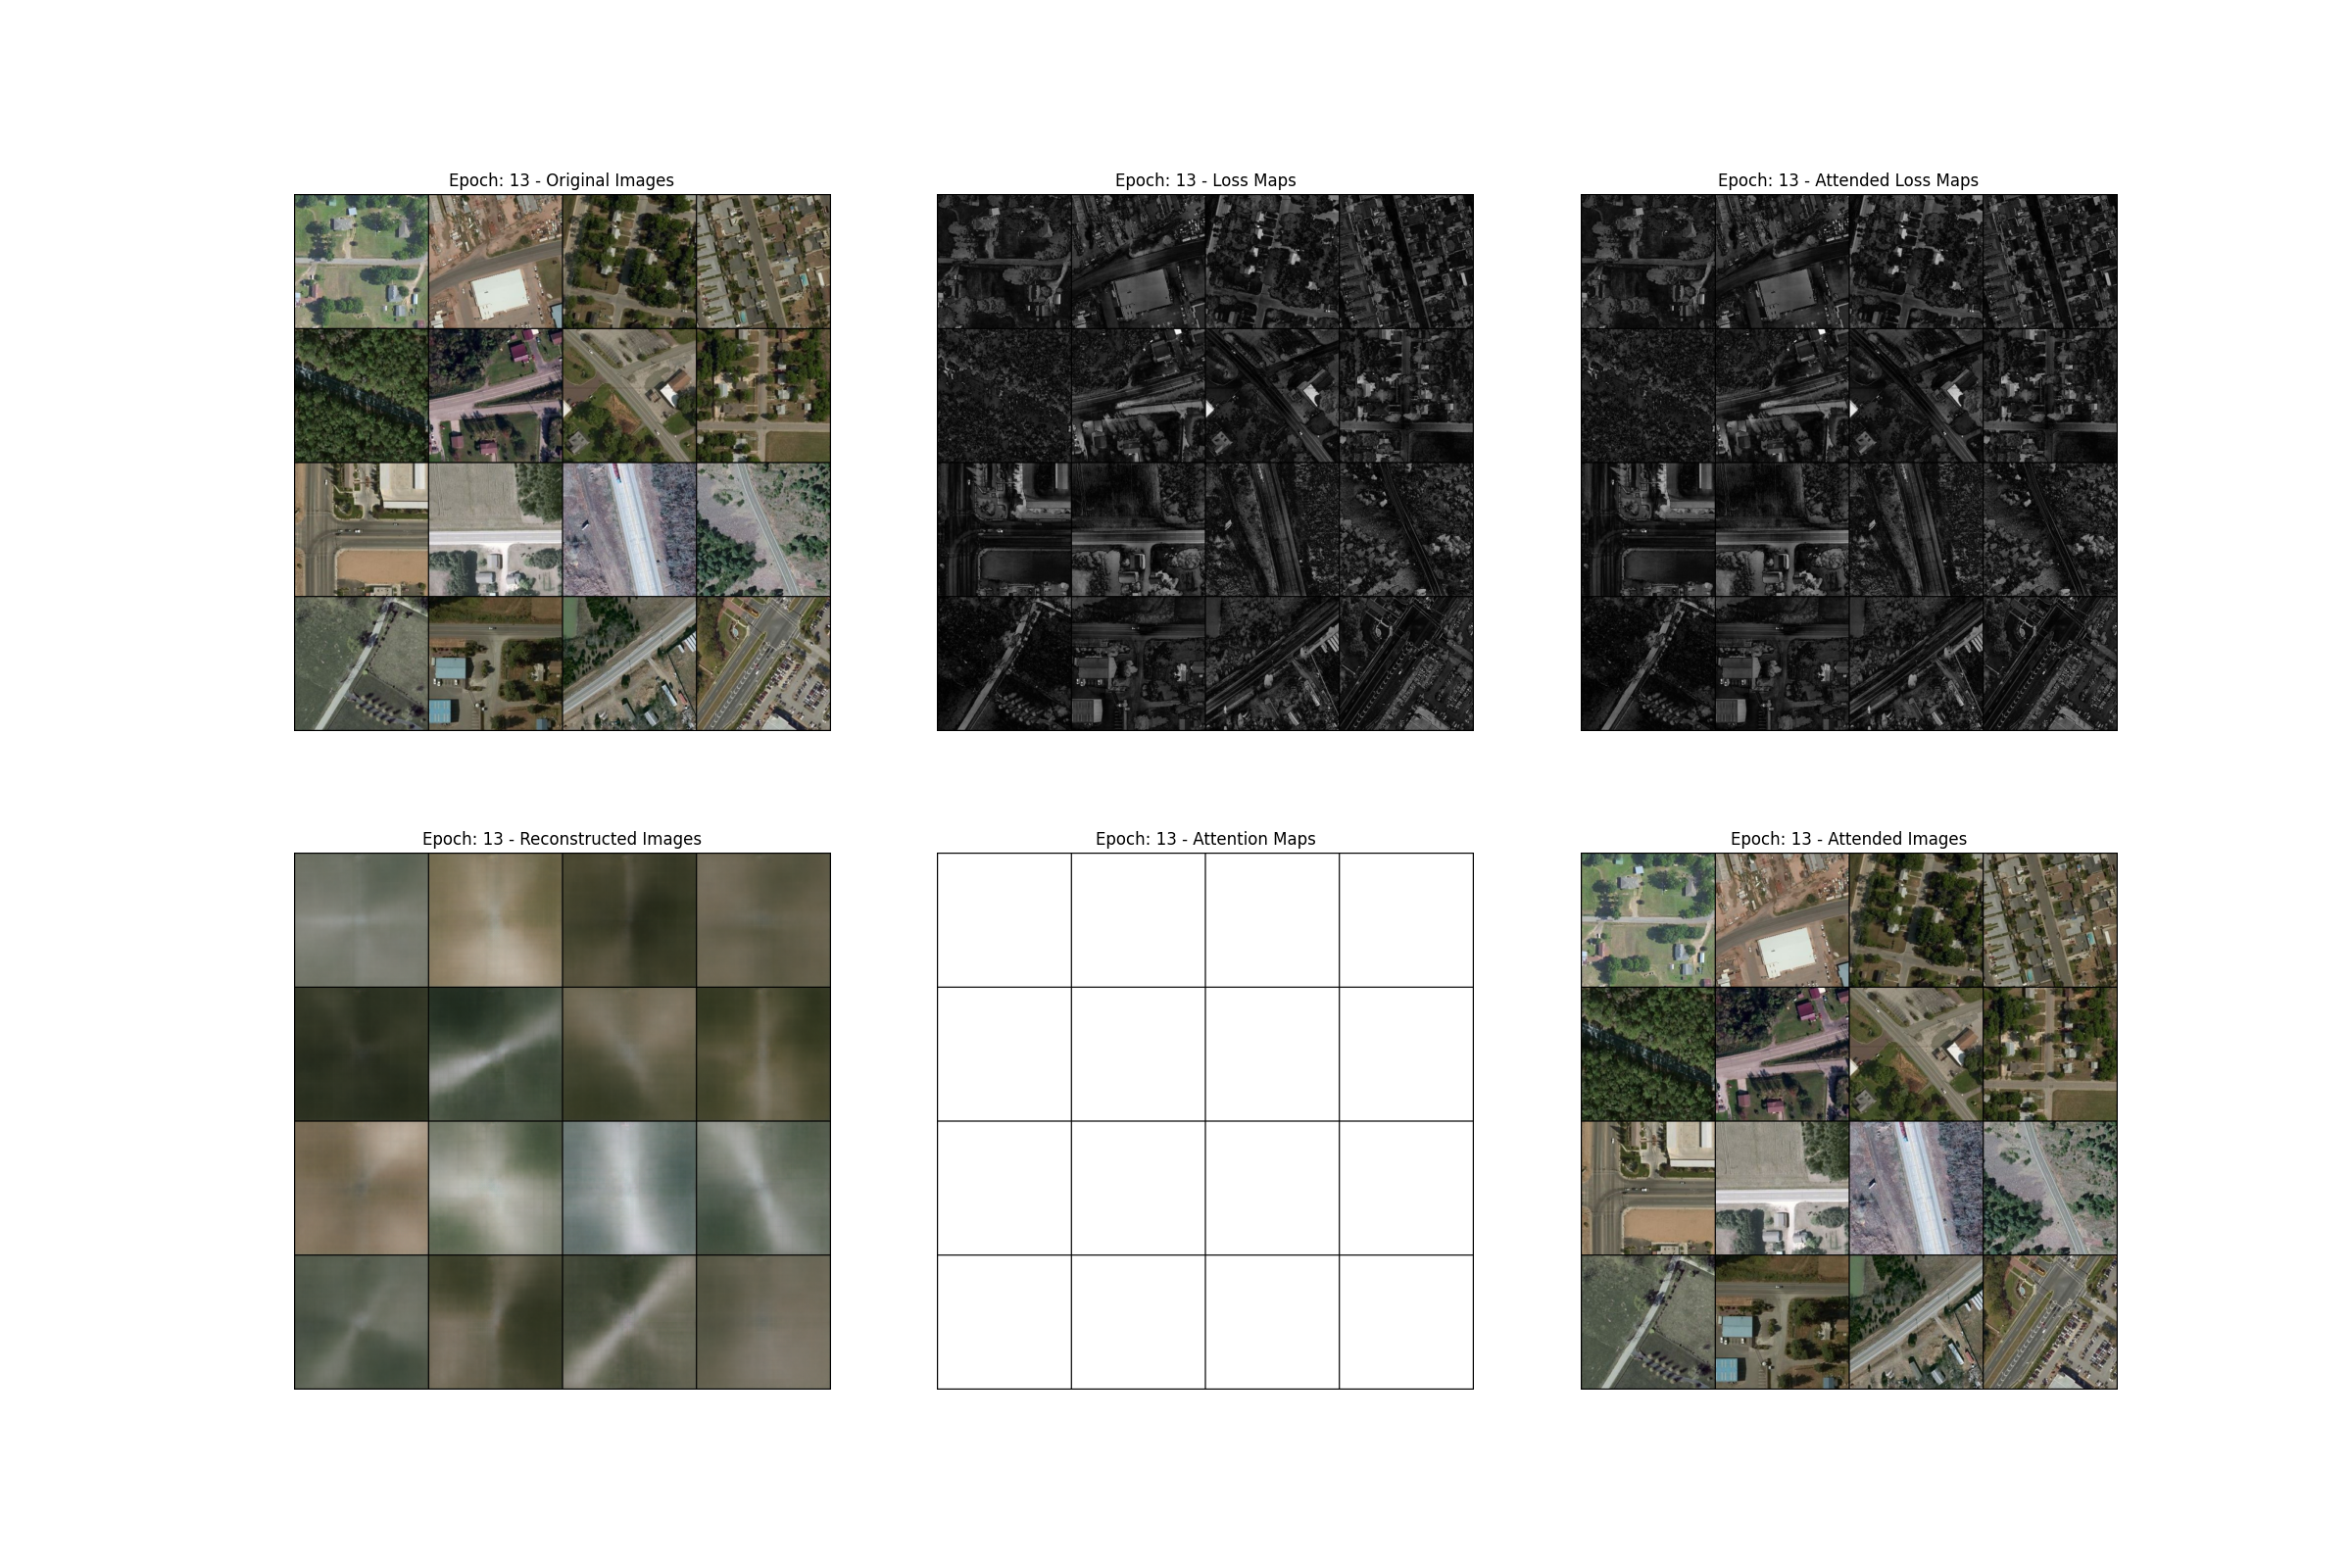 Epoch: 13 - Original Images
Epoch: 13 - Loss Maps
Epoch: 13 - Attended Loss Maps
Epoch: 13 - Reconstructed Images
Epoch: 13 - Attention Maps
Epoch: 13 - Attended Images